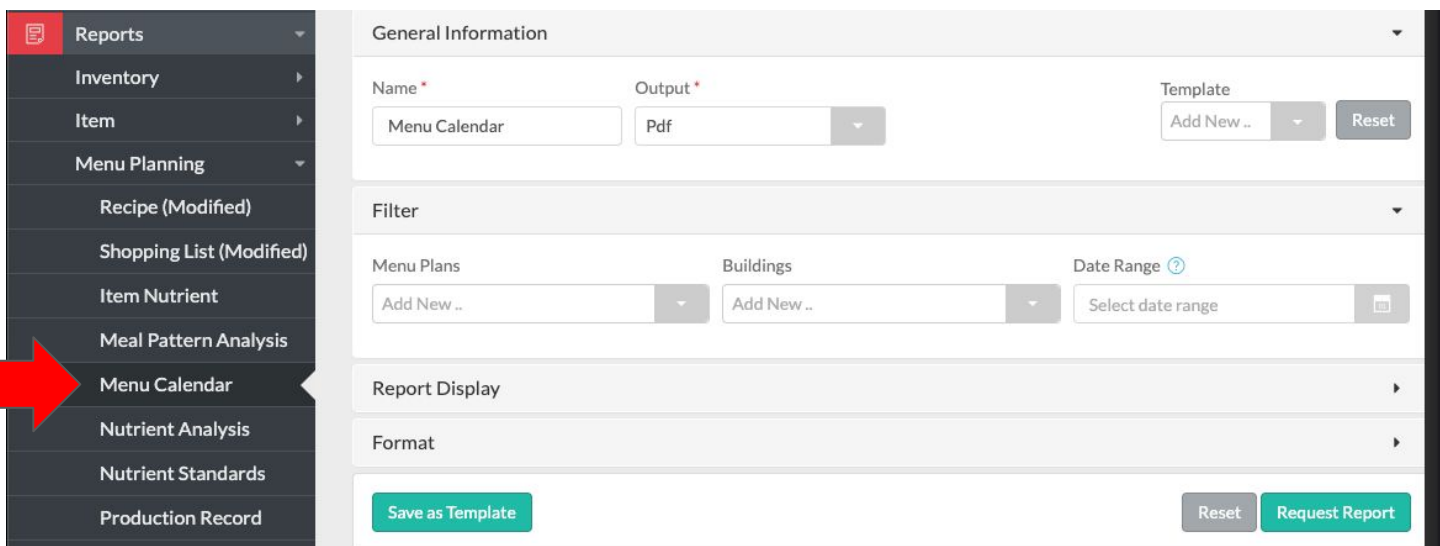 Reports
Inventory
Item
Menu Planning
Recipe (Modified)
Shopping List (Modified)
Item Nutrient
Meal Pattern Analysis
Menu Calendar
Nutrient Analysis
Nutrient Standards
Production Record
General Information
Name * Output * Template
Menu Calendar Pdf Add New .. Reset
Filter
Menu Plans Buildings Date Range ?
Add New .. Add New .. Select date range
Report Display
Format
Save as Template Reset Request Report